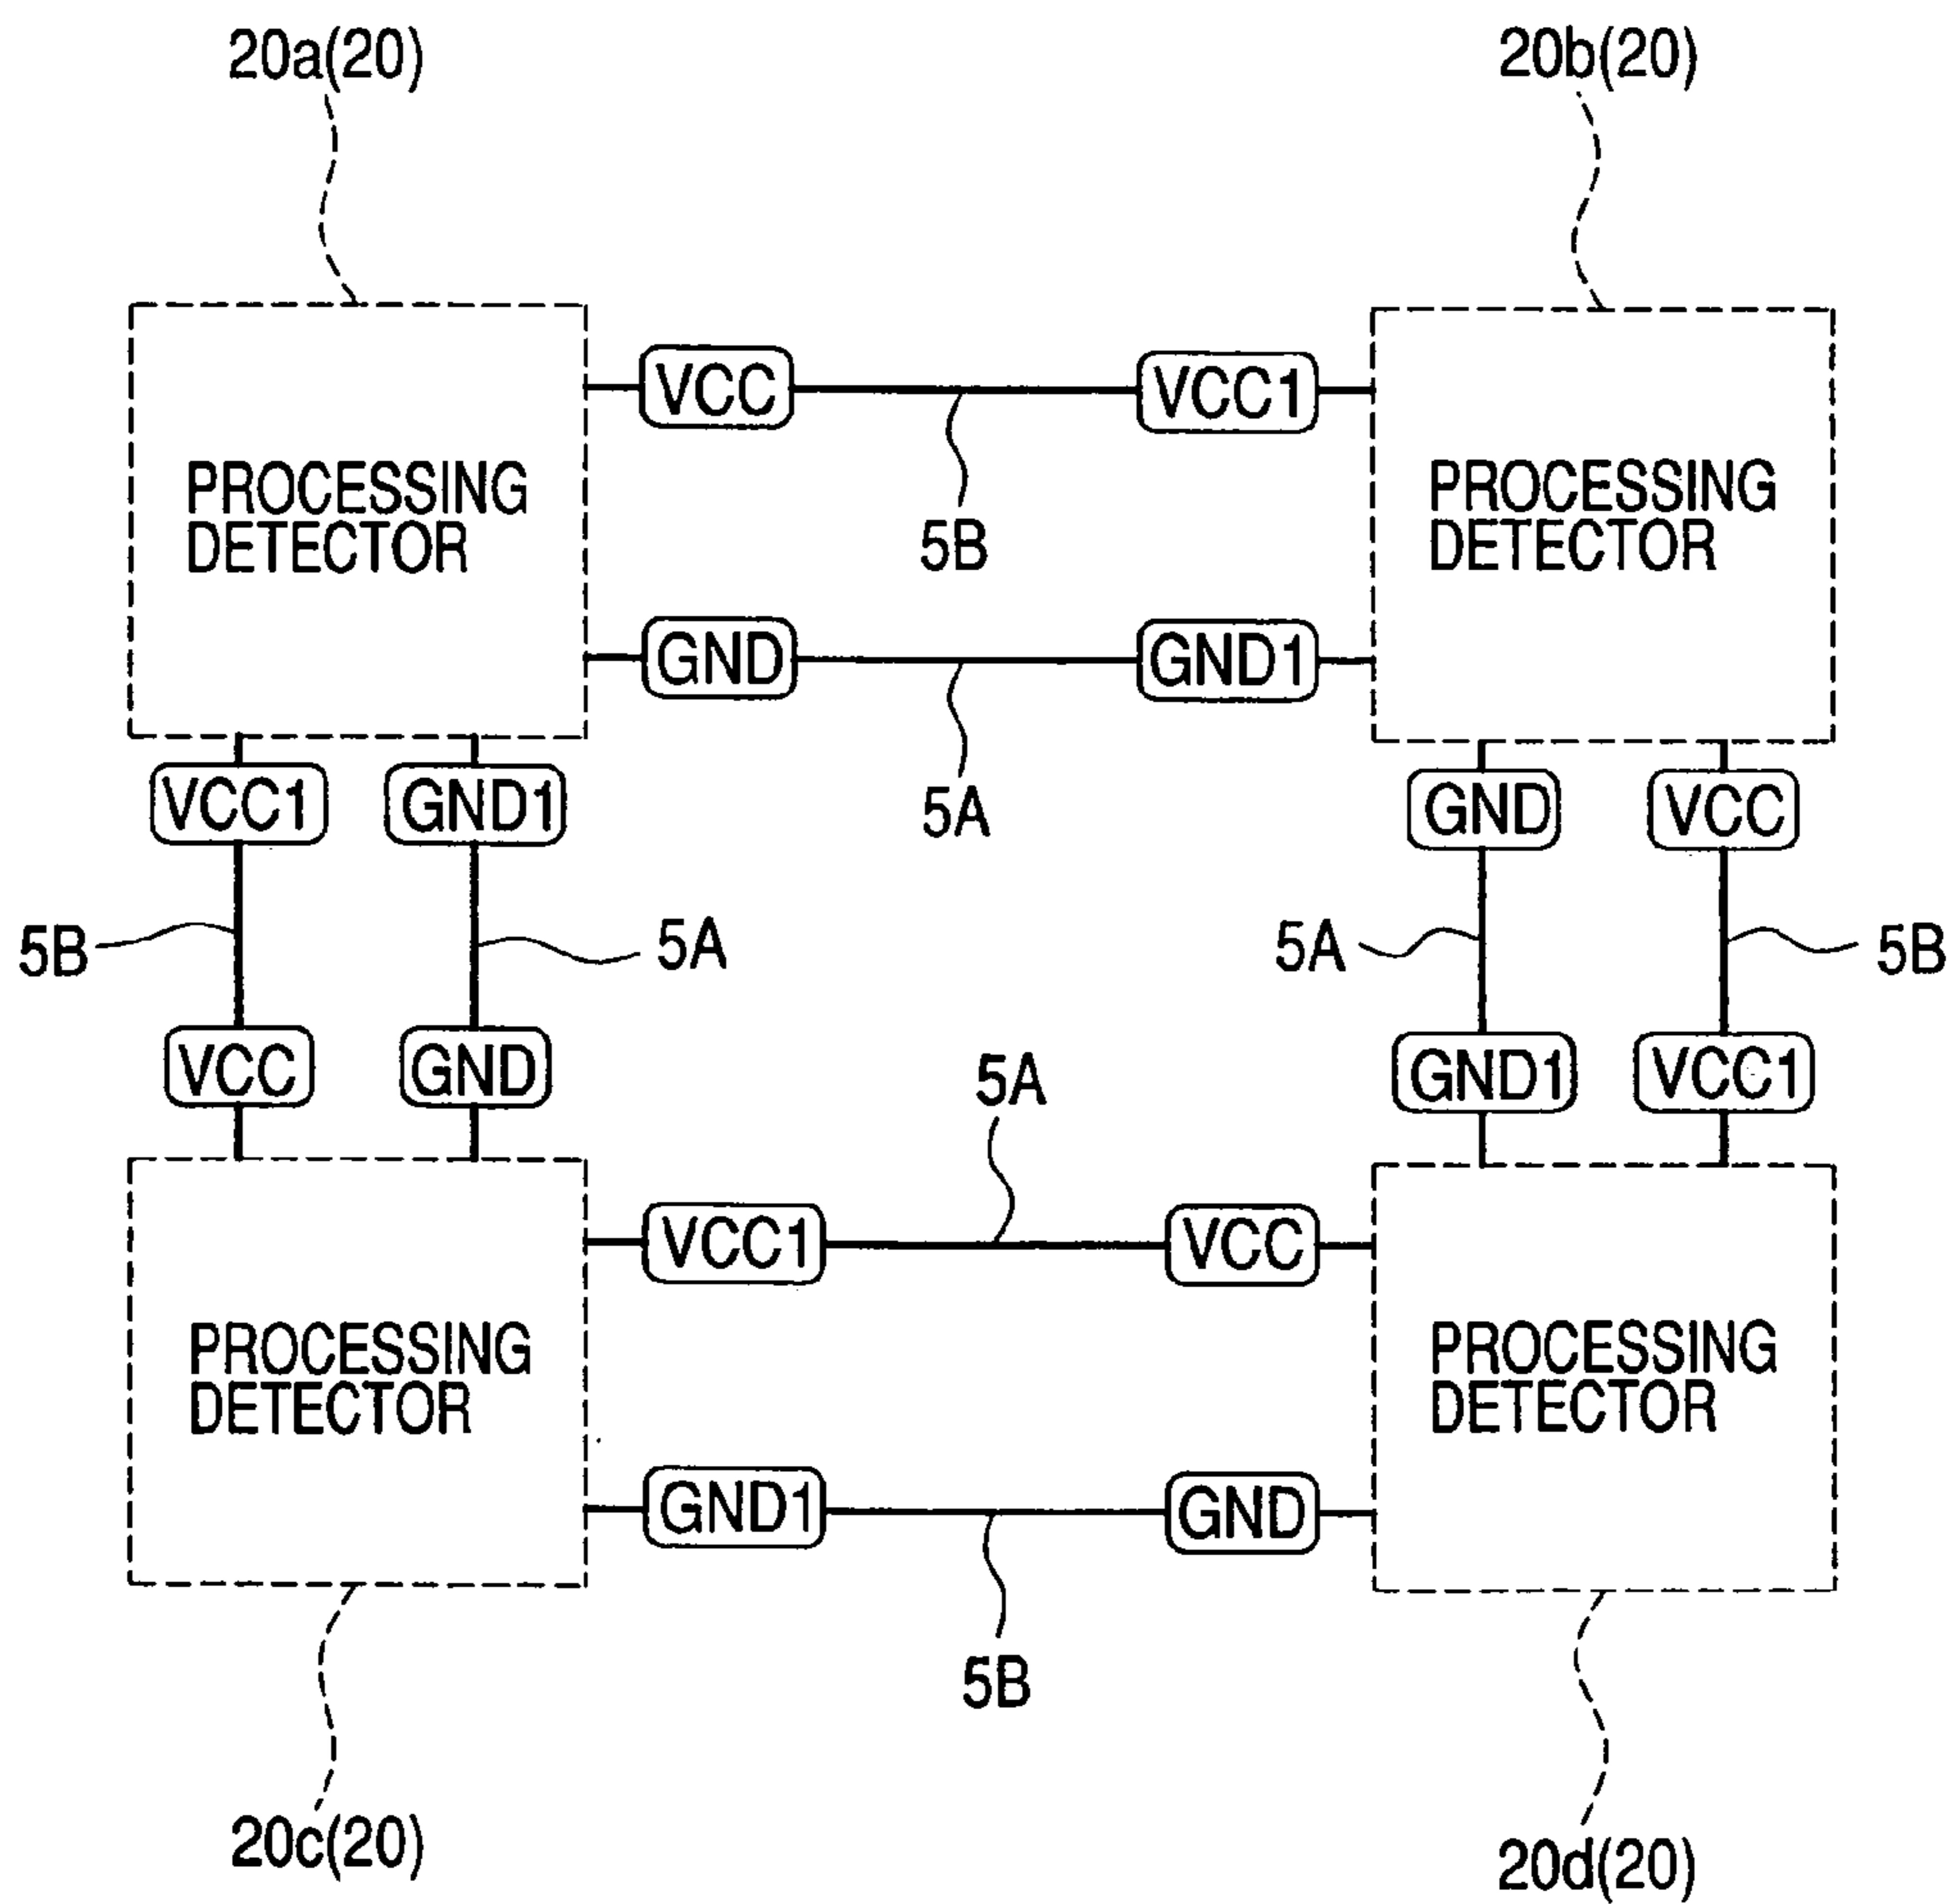 20a(20)
20b(20)
VCC
VCC1
PROCESSING
DETECTOR
5B
PROCESSING
DETECTOR
GND
GND1
5A
VCC1
GND1
GND
VCC
5B
5A
5A
5B
VCC
GND
GND1
VCC1
5A
VCC1
VCC
PROCESSING
DETECTOR
PROCESSING
DETECTOR
GND1
GND
5B
20c(20)
20d(20)